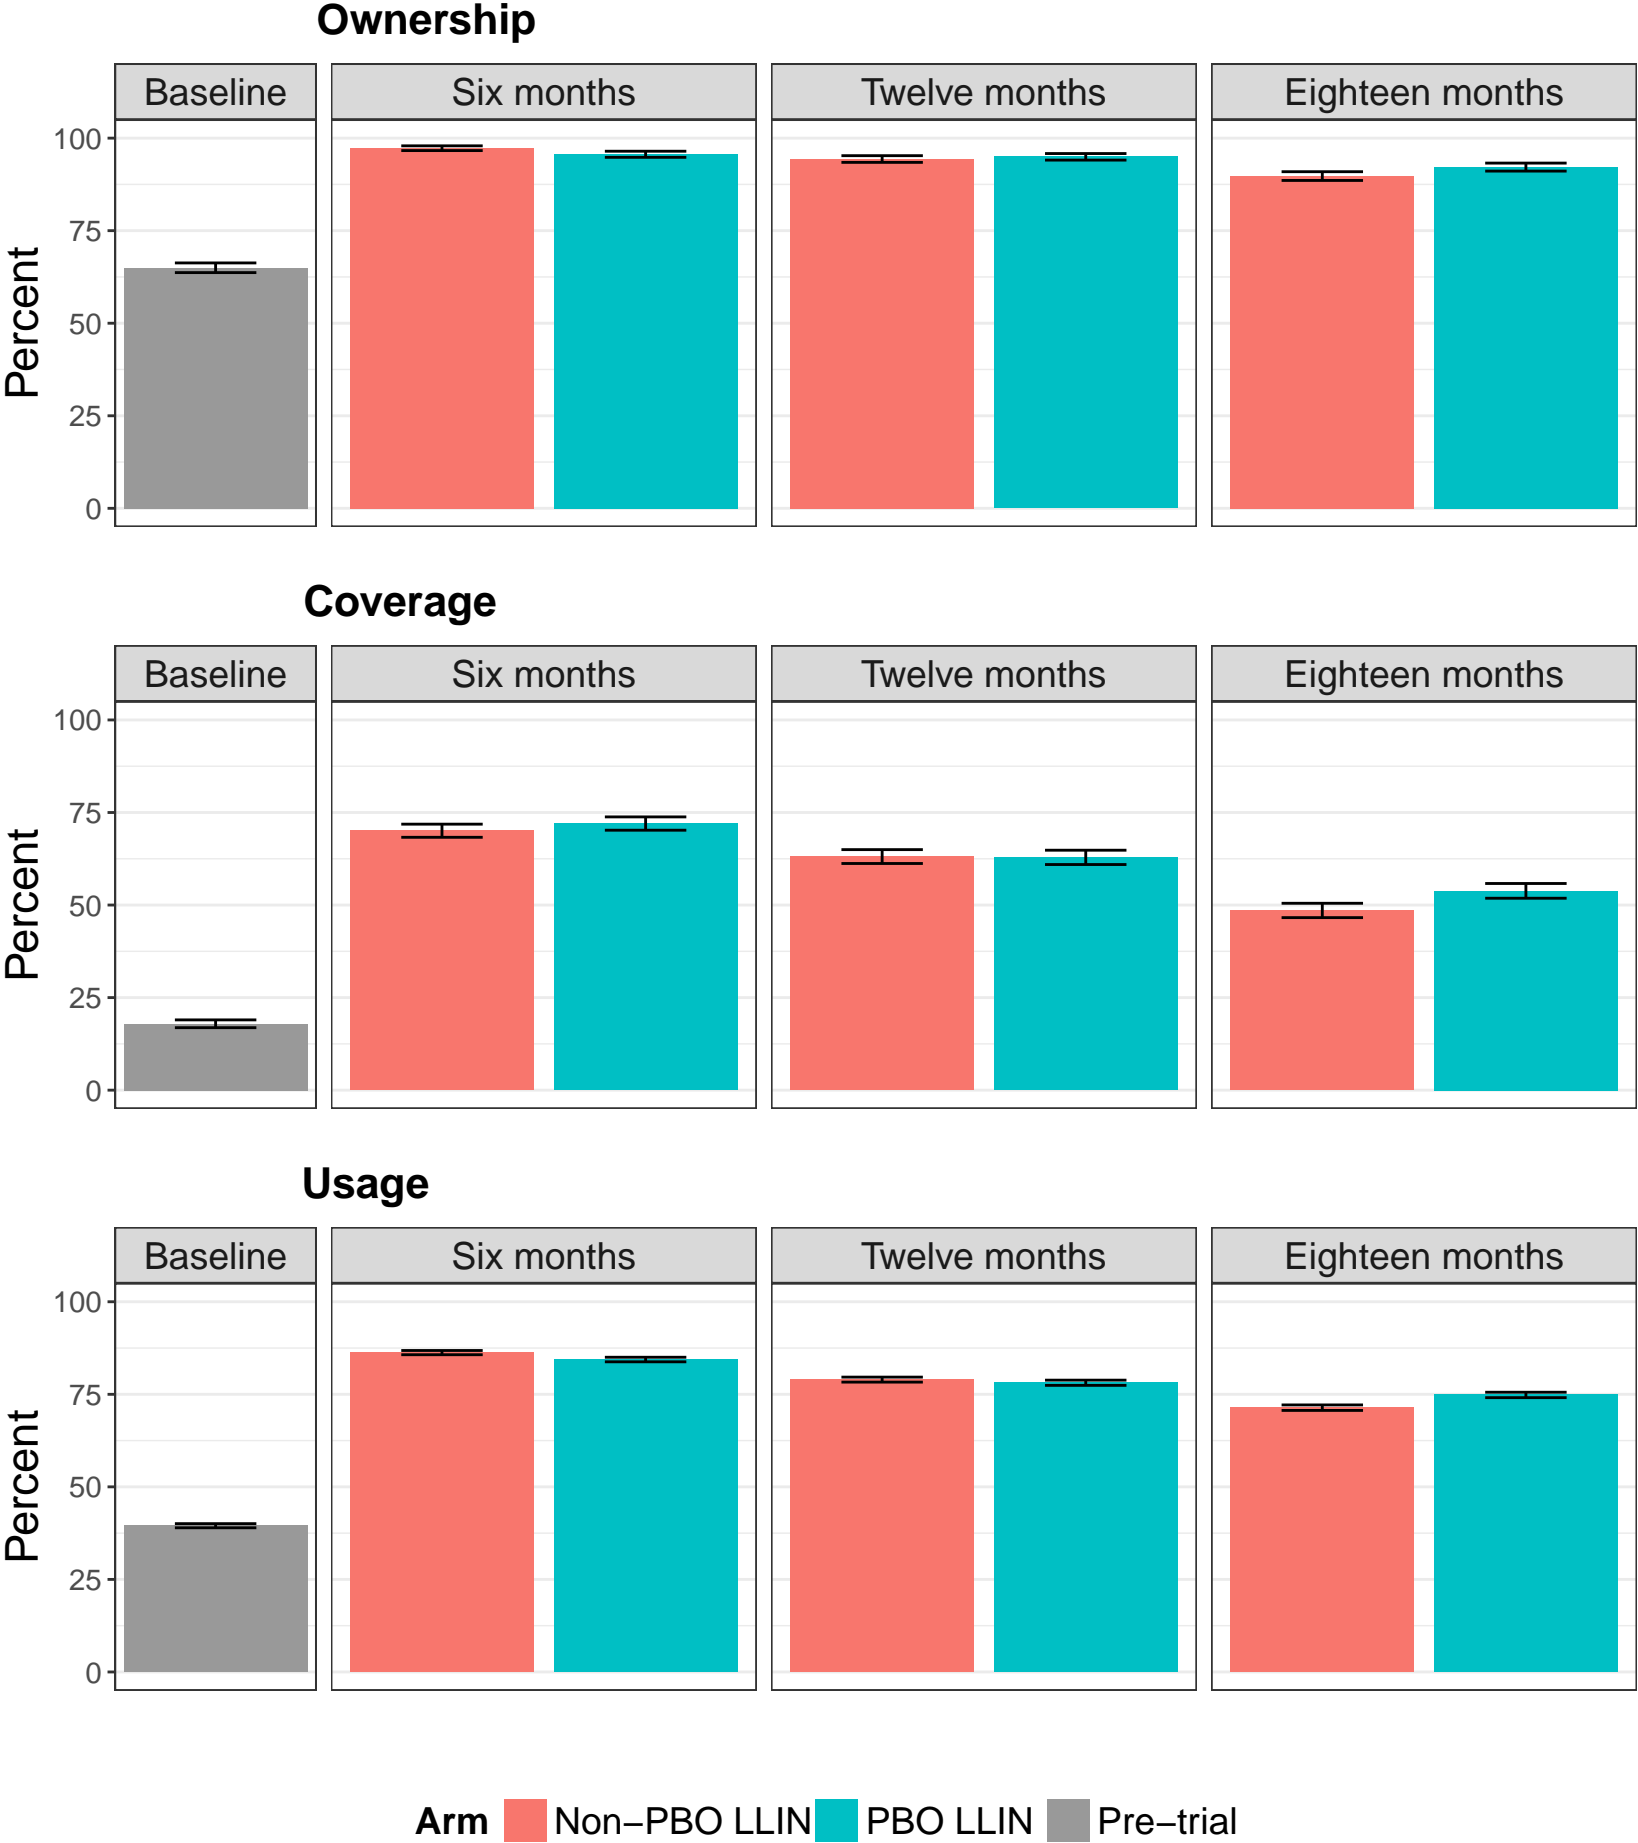 Ownership
Baseline Six months Twelve months Eighteen months
100
75
50
25
0
Percent
Coverage
Baseline Six months Twelve months Eighteen months
100
75
50
25
0
Percent
Usage
Baseline Six months Twelve months Eighteen months
100
75
50
25
0
Percent
Arm Non−PBO LLIN PBO LLIN Pre−trial